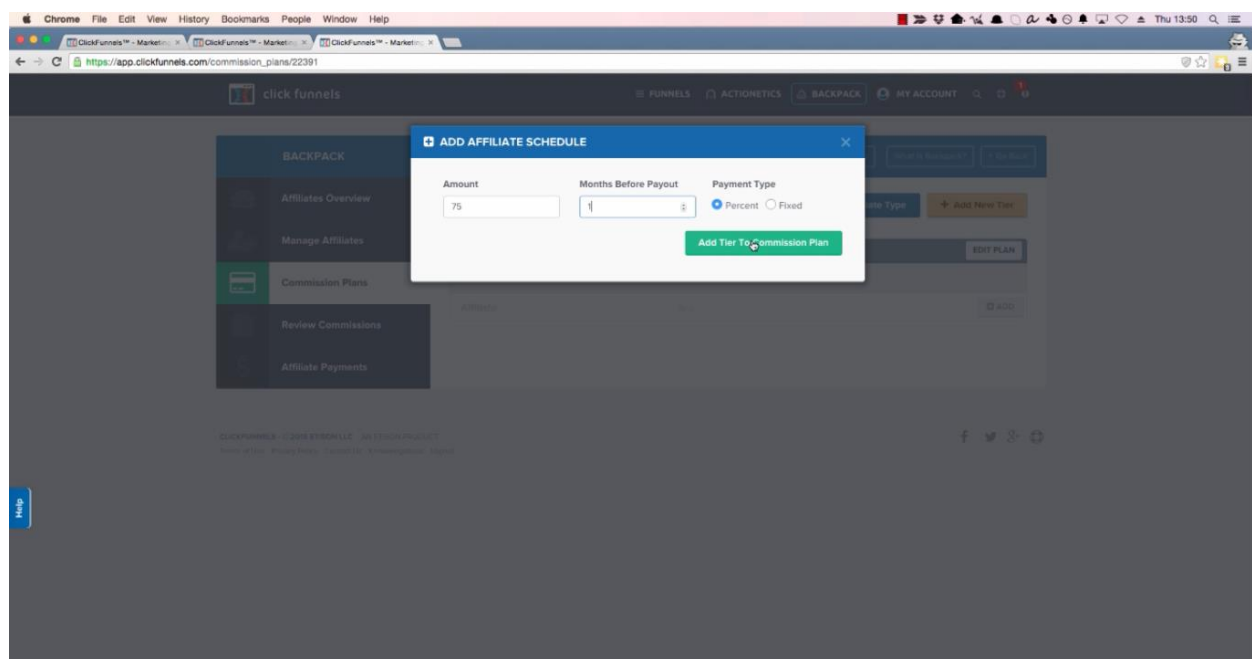 Chrome File Edit View History Bookmarks People Window Help Thu 13:50
ClickFunnels™ - Marketing ClickFunnels™ - Marketing ClickFunnels™ - Marketing
https://app.clickfunnels.com/commission_plans/22391
click funnels FUNNELS ACTIONETICS BACKPACK MY ACCOUNT
ADD AFFILIATE SCHEDULE
BACKPACK
Amount Months Before Payout Payment Type
75 1 Percent Fixed
Affiliates Overview Type + Add New Tier
Add Tier To Commission Plan
Manage Affiliates EDIT PLAN
Commission Plans
ADD
Review Commissions
Affiliate Payments
Help